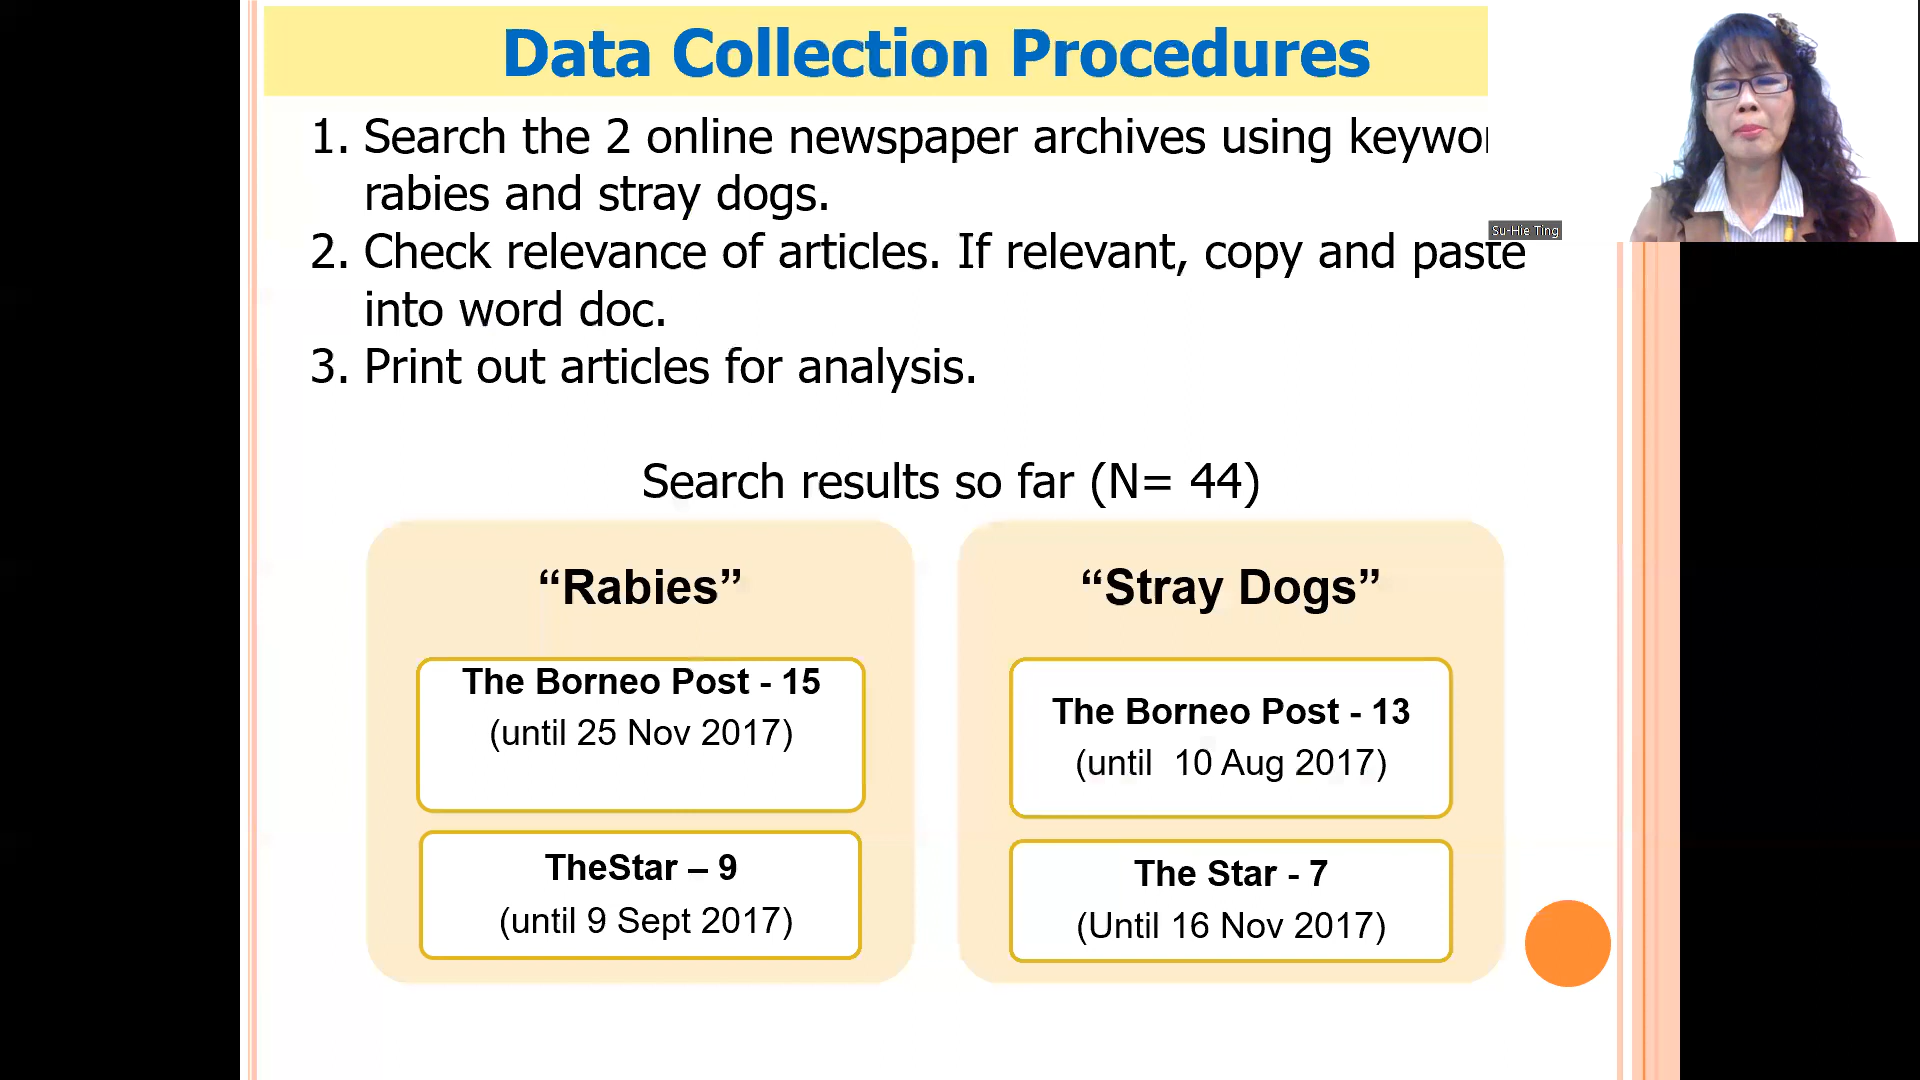 Data Collection Procedures
1. Search the 2 online newspaper archives using
rabies and stray dogs.
Su-Hie Ting
2. Check relevance of articles. If relevant, copy and paste
into word doc.
3. Print out articles for analysis.
Search results so far (N= 44)
“Rabies”
The Borneo Post - 15
(until 25 Nov 2017)
TheStar – 9
(until 9 Sept 2017)
“Stray Dogs”
The Borneo Post - 13
(until  10 Aug 2017)
The Star - 7
(Until 16 Nov 2017)